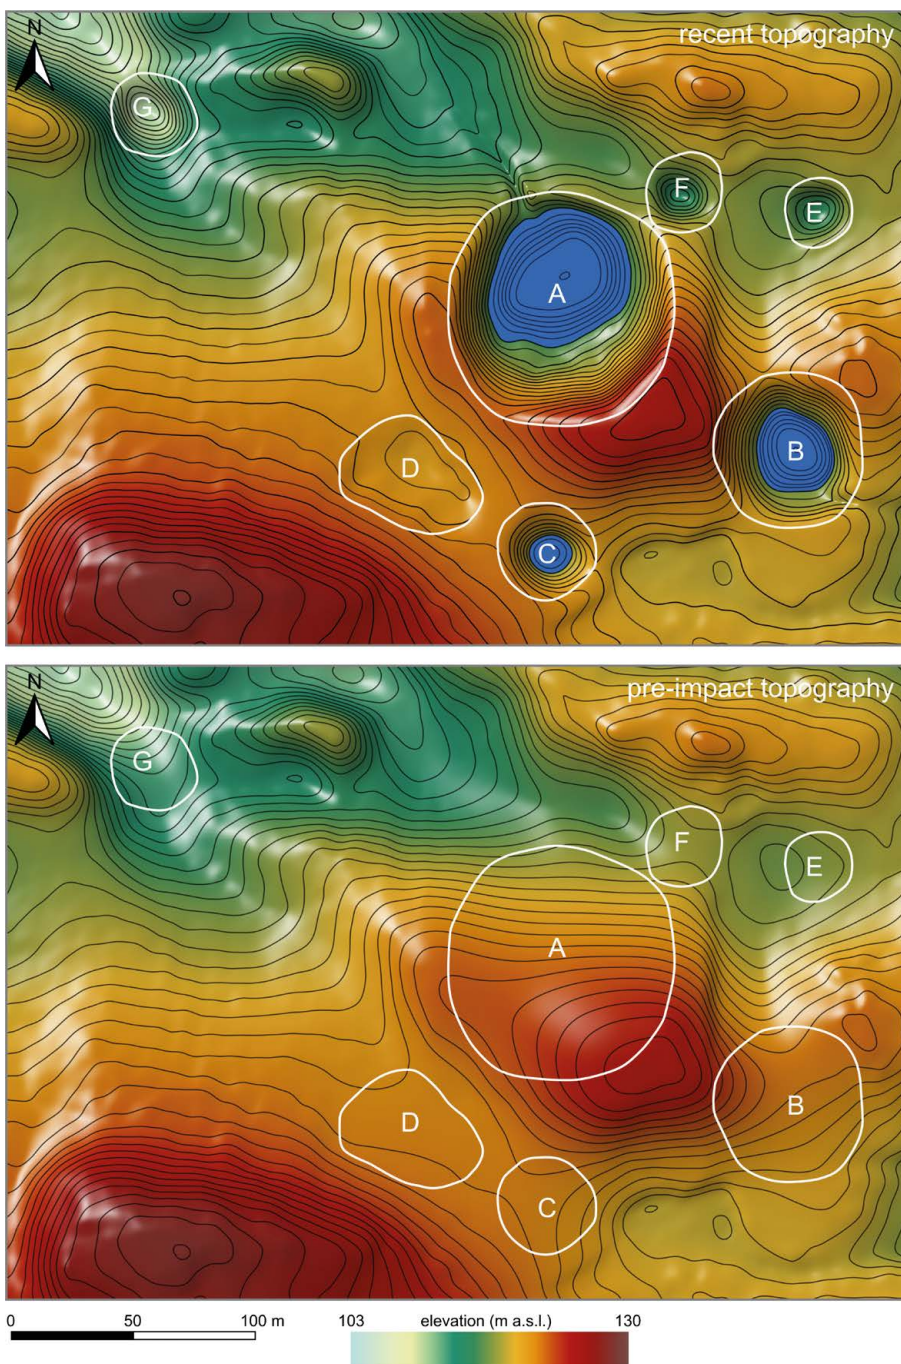 N
recent topography
G
F
E
A
B
D
C
N
pre-impact topography
G
F
E
A
B
D
C
0 50 100 m
103 elevation (m a.s.l.) 130